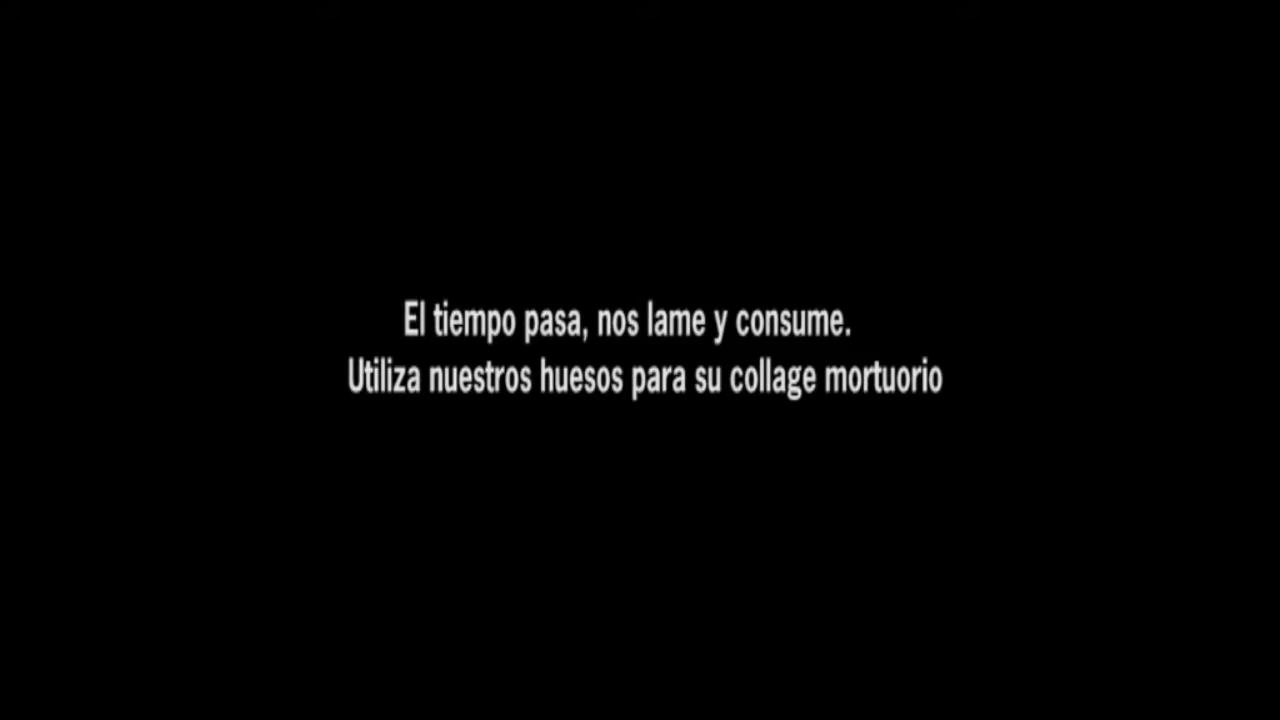 El tiempo pasa, nos lame y consume.
Utiliza nuestros huesos para su collage mortuorio